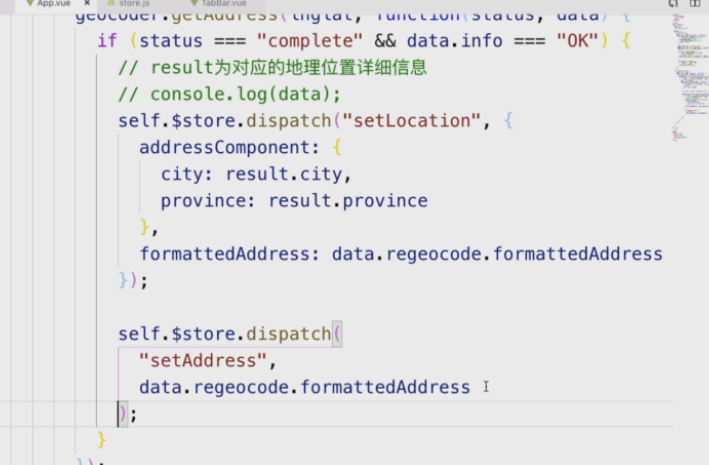 App.vue × JS store.js TabBar.vue
geocoder.getAddress(lnglat, function(status, data) {
if (status === "complete" && data.info === "OK") {
// result为对应的地理位置详细信息
// console.log(data);
self.$store.dispatch("setLocation", {
addressComponent: {
city: result.city,
province: result.province
},
formattedAddress: data.regeocode.formattedAddress
});
self.$store.dispatch(
"setAddress",
data.regeocode.formattedAddress
);
}
});